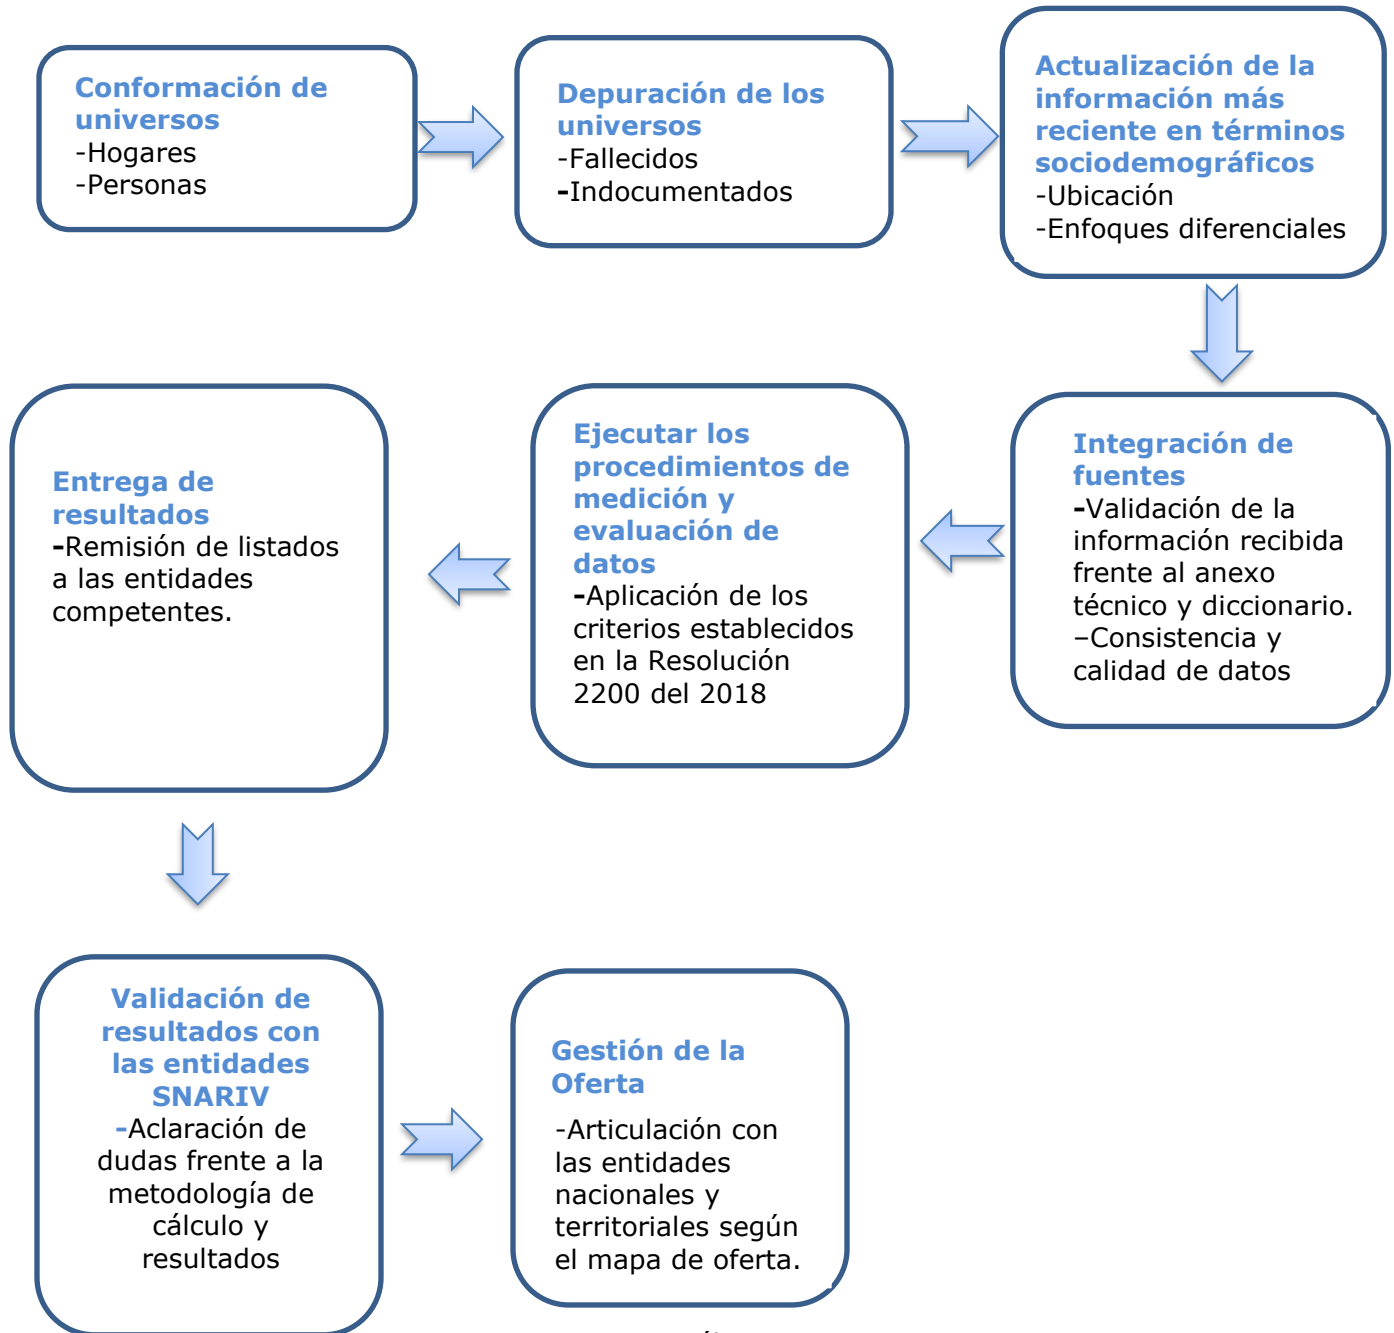 Conformación de
universos
-Hogares
-Personas
Depuración de los
universos
-Fallecidos
-Indocumentados
Actualización de la
información más
reciente en términos
sociodemográficos
-Ubicación
-Enfoques diferenciales
Integración de
fuentes
-Validación de la
información recibida
frente al anexo
técnico y diccionario.
–Consistencia y
calidad de datos
Ejecutar los
procedimientos de
medición y
evaluación de
datos
-Aplicación de los
criterios establecidos
en la Resolución
2200 del 2018
Entrega de
resultados
-Remisión de listados
a las entidades
competentes.
Validación de
resultados con
las entidades
SNARIV
-Aclaración de
dudas frente a la
metodología de
cálculo y
resultados
Gestión de la
Oferta
-Articulación con
las entidades
nacionales y
territoriales según
el mapa de oferta.